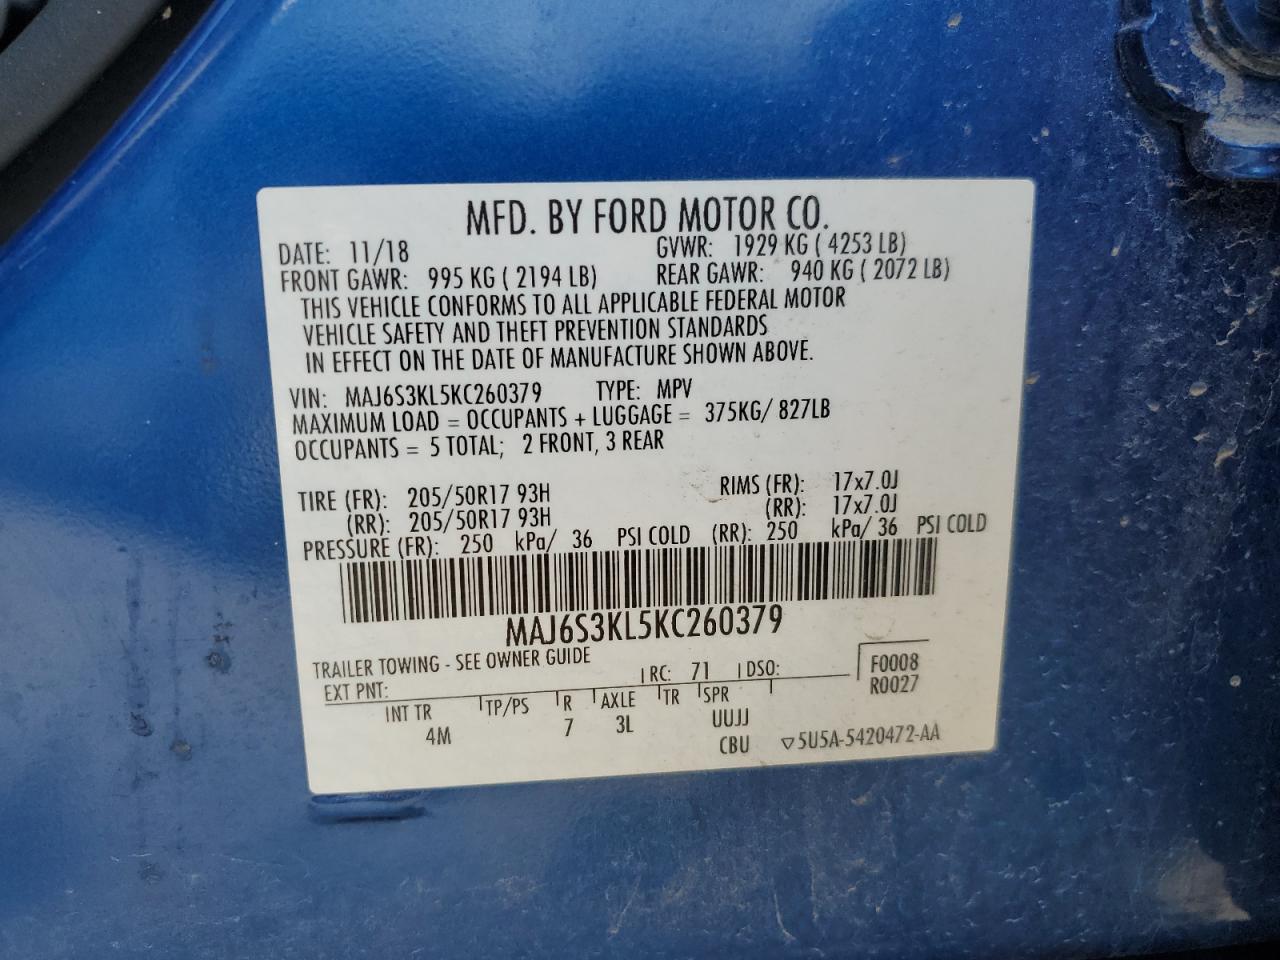 MFD. BY FORD MOTOR CO.
DATE: 11/18 GVWR: 1929 KG ( 4253 LB)
FRONT GAWR: 995 KG ( 2194 LB) REAR GAWR: 940 KG ( 2072 LB)
THIS VEHICLE CONFORMS TO ALL APPLICABLE FEDERAL MOTOR
VEHICLE SAFETY AND THEFT PREVENTION STANDARDS
IN EFFECT ON THE DATE OF MANUFACTURE SHOWN ABOVE.
VIN: MAJ6S3KL5KC260379 TYPE: MPV
MAXIMUM LOAD = OCCUPANTS + LUGGAGE = 375KG/ 827LB
OCCUPANTS = 5 TOTAL; 2 FRONT, 3 REAR
TIRE (FR): 205/50R17 93H RIMS (FR): 17x7.0J
(RR): 205/50R17 93H (RR): 17x7.0J
PRESSURE (FR): 250 kPa/ 36 PSI COLD (RR): 250 kPa/ 36 PSI COLD
MAJ6S3KL5KC260379
TRAILER TOWING - SEE OWNER GUIDE
EXT PNT: RC: 71 DSO: F0008
R0027
INT TR TP/PS R AXLE TR SPR
4M 7 3L UUJJ
CBU ▽5U5A-5420472-AA